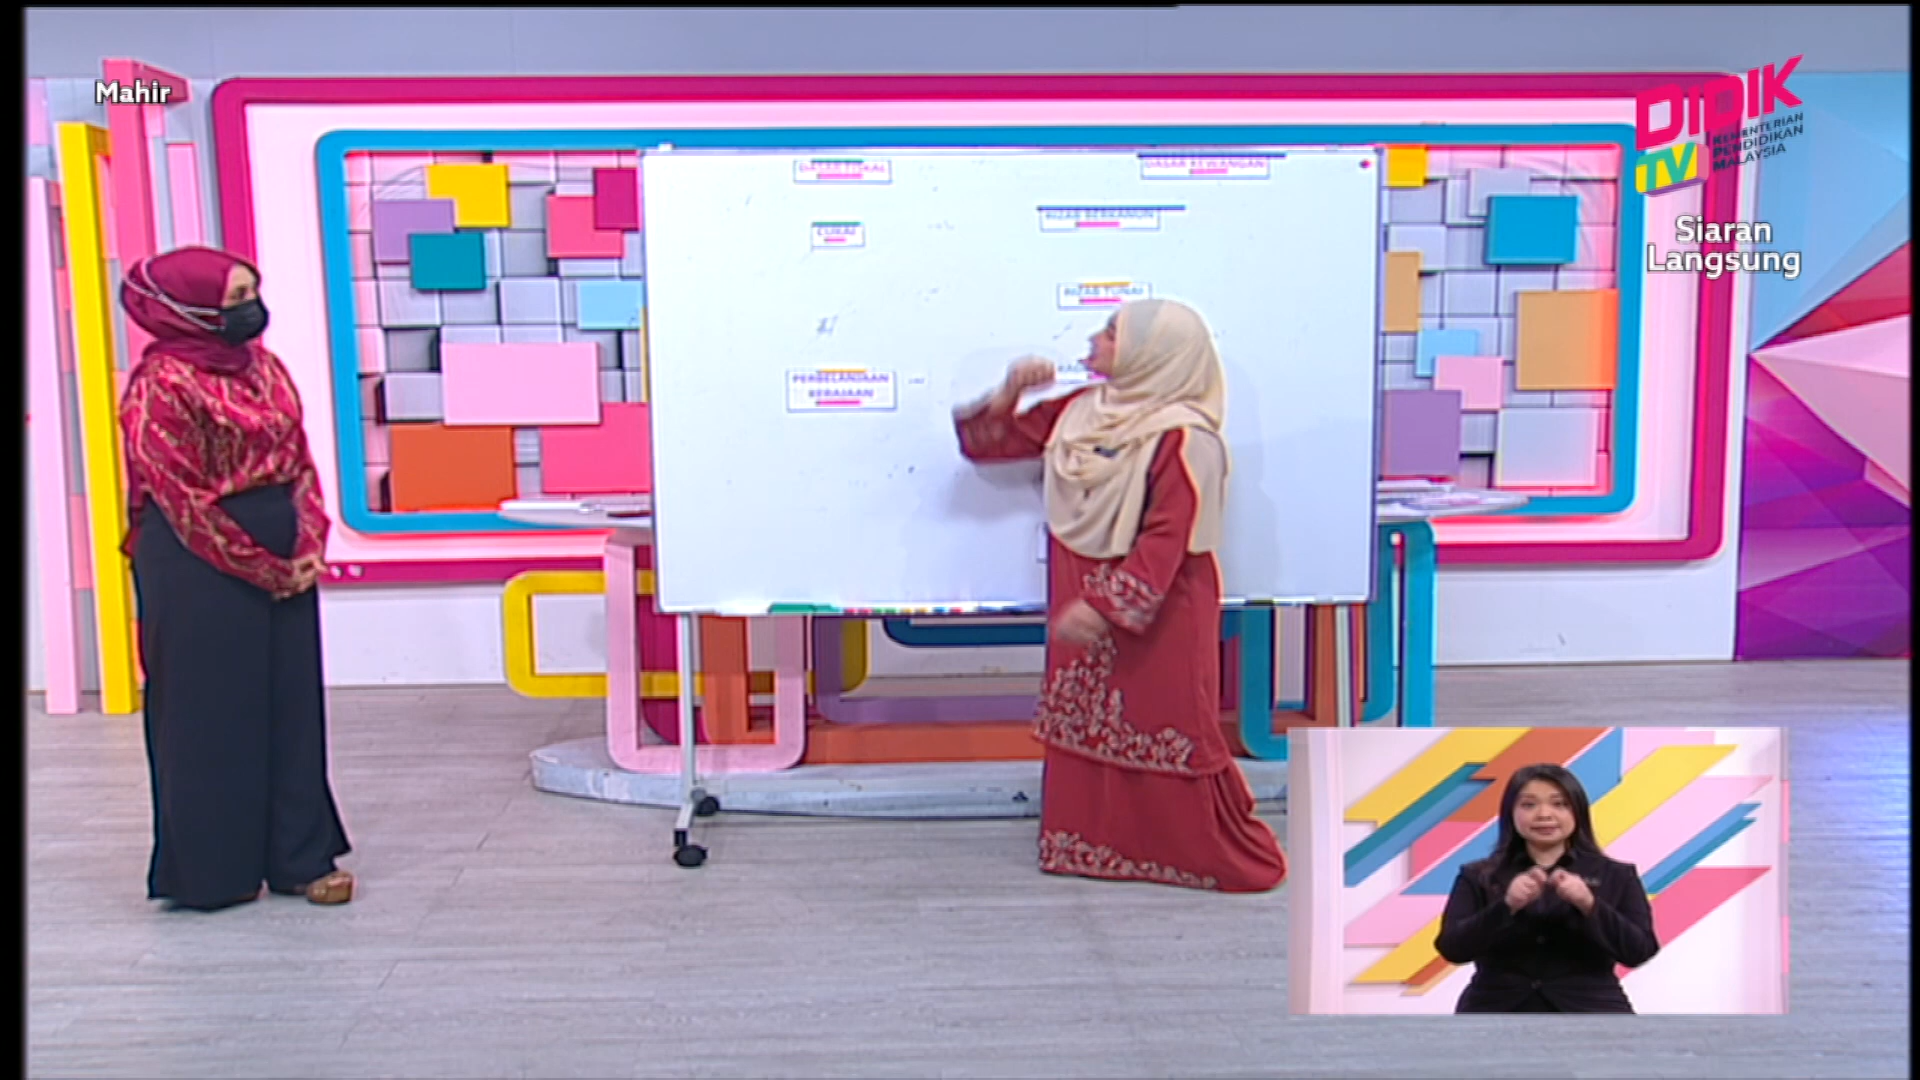 Mahir
DIDIK
TV
KEMENTERIAN
PENDIDIKAN
MALAYSIA
Siaran
Langsung
DASAR FISKAL
DASAR KEWANGAN
RIZAB BERKANUN
CUKAI
RIZAB TUNAI
PERBELANJAAN
KERAJAAN